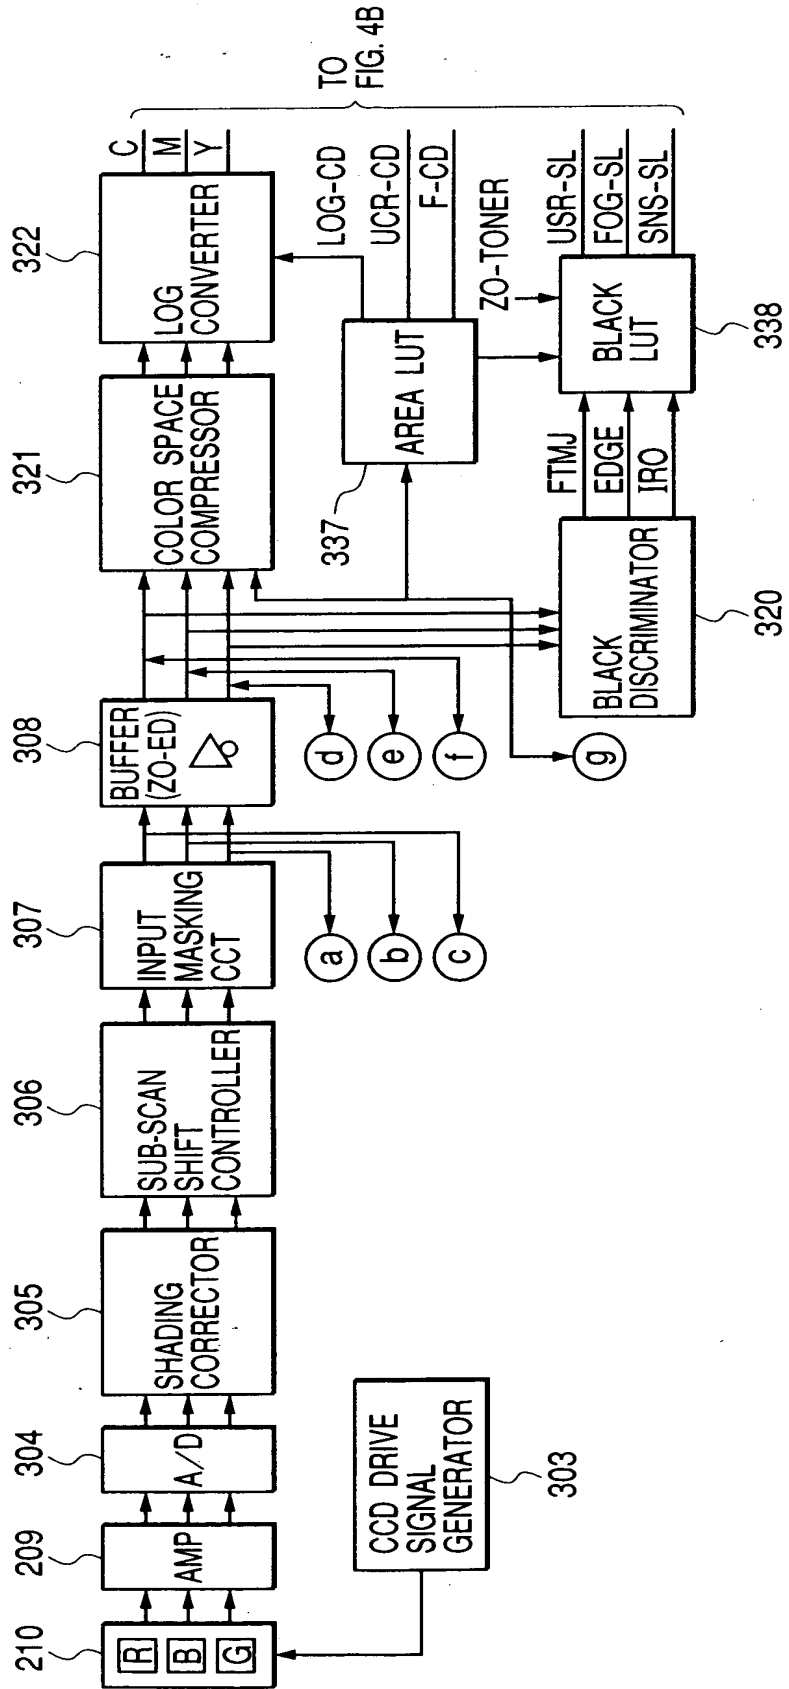 210
R
B
G
209
AMP
304
A/D
305
SHADING
CORRECTOR
306
SUB-SCAN
SHIFT
CONTROLLER
307
INPUT
MASKING
CCT
308
BUFFER
(ZO-ED)
321
COLOR SPACE
COMPRESSOR
322
LOG
CONVERTER
C
M
Y
TO
FIG. 4B
CCD DRIVE
SIGNAL
GENERATOR
303
a
b
c
d
e
f
g
337
AREA LUT
LOG-CD
UCR-CD
F-CD
ZO-TONER
BLACK
DISCRIMINATOR
320
FTMJ
EDGE
IRO
BLACK
LUT
338
USR-SL
FOG-SL
SNS-SL